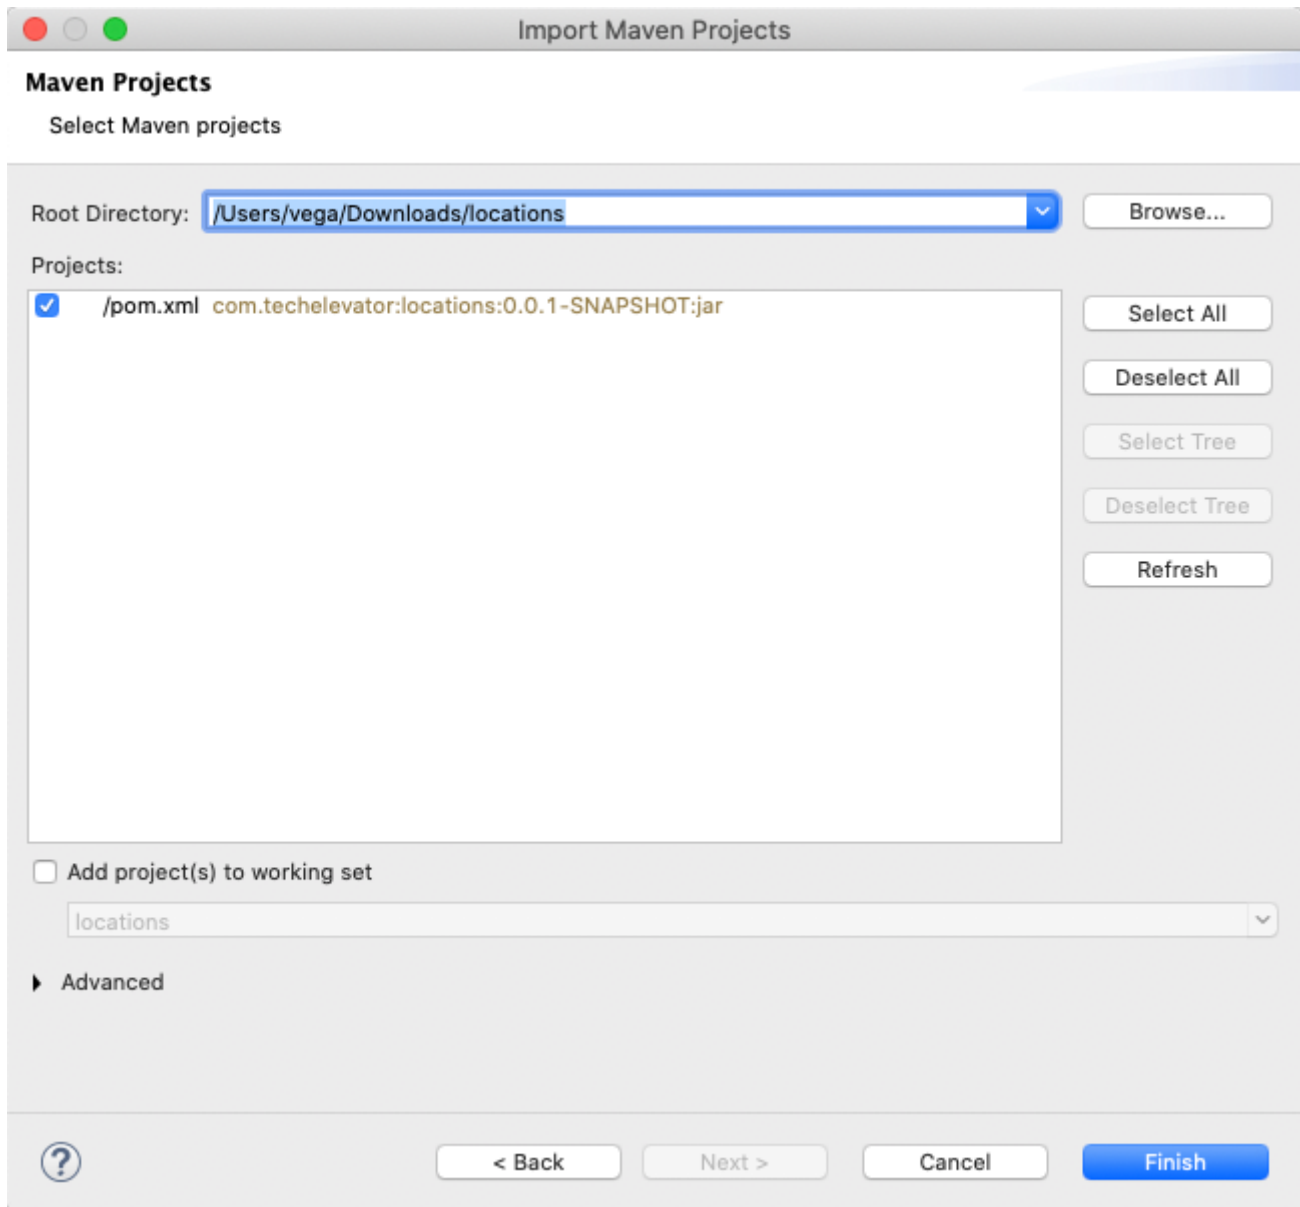 Import Maven Projects
Maven Projects
Select Maven projects
Root Directory: /Users/vega/Downloads/locations Browse...
Projects:
/pom.xml com.techelevator:locations:0.0.1-SNAPSHOT:jar
Select All
Deselect All
Select Tree
Deselect Tree
Refresh
Add project(s) to working set
locations
Advanced
? < Back Next > Cancel Finish